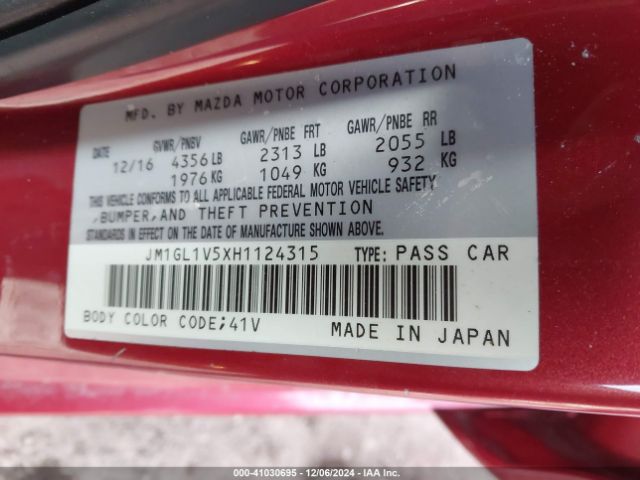 MFD. BY MAZDA MOTOR CORPORATION
DATE GVWR/PNBV GAWR/PNBE FRT GAWR/PNBE RR
12/16 4356 LB 2313 LB 2055 LB
1976 KG 1049 KG 932 KG
THIS VEHICLE CONFORMS TO ALL APPLICABLE FEDERAL MOTOR VEHICLE SAFETY
,BUMPER,AND THEFT PREVENTION
STANDARDS IN EFFECT ON THE DATE OF MANUFACTURE SHOWN ABOVE.
JM1GL1V5XH1124315 TYPE: PASS CAR
BODY COLOR CODE;41V MADE IN JAPAN
000-41030695 - 12/06/2024 - IAA Inc.